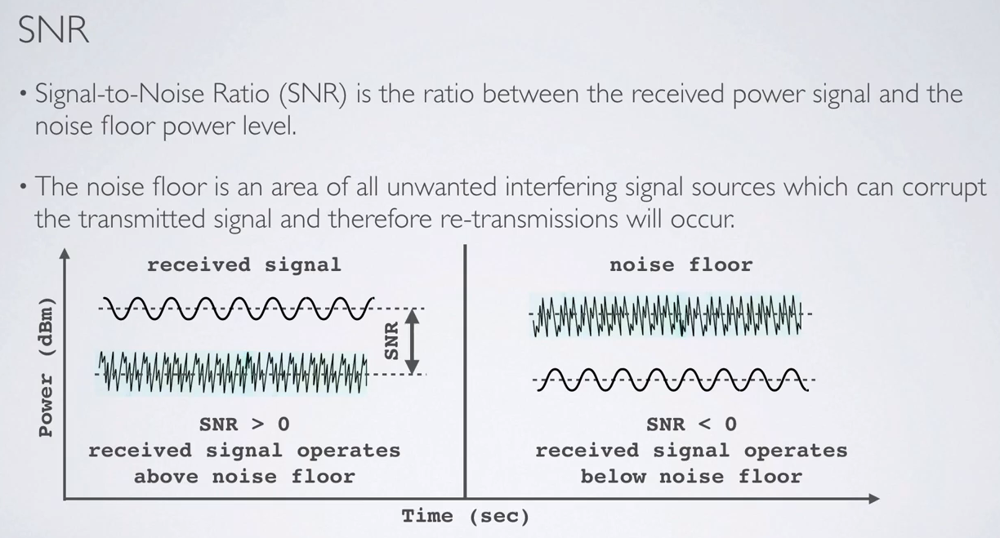 SNR
• Signal-to-Noise Ratio (SNR) is the ratio between the received power signal and the
noise floor power level.
• The noise floor is an area of all unwanted interfering signal sources which can corrupt
the transmitted signal and therefore re-transmissions will occur.
received signal
noise floor
Power (dBm)
SNR
SNR > 0
received signal operates
above noise floor
SNR < 0
received signal operates
below noise floor
Time (sec)